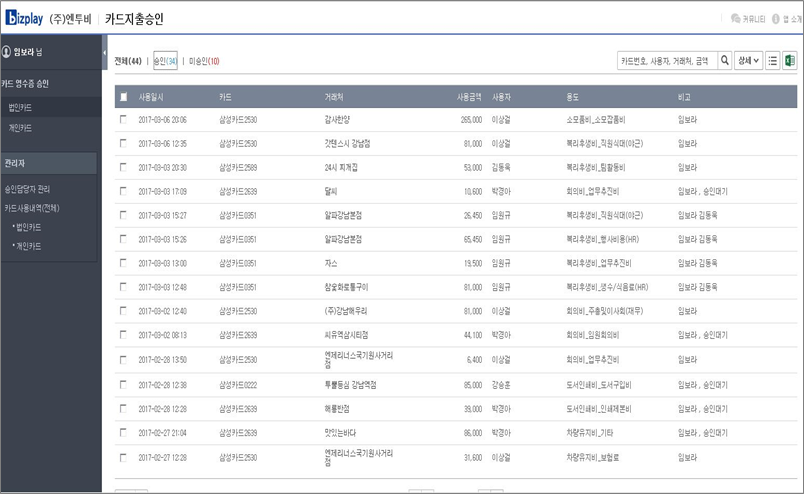 bizplay (주)엔투비 | 카드지출승인
커뮤니티 앱 소개
임보라 님
카드 영수증 승인
법인카드
개인카드
관리자
승인담당자 관리
카드사용내역(전체)
법인카드
개인카드
전체(44) | 승인(34) | 미승인(10)
카드번호, 사용자, 거래처, 금액 상세
사용일시 카드 거래처 사용금액 사용자 용도 비고
2017-03-06 20:06 삼성카드2530 감사한양 265,000 이상걸 소모품비_소모잡품비 임보라
2017-03-06 12:35 삼성카드2530 갓덴스시 강남점 81,000 이상걸 복리후생비_직원식대(야근) 임보라
2017-03-03 20:30 삼성카드2589 24시 찌개집 53,000 김동욱 복리후생비_팀활동비 임보라
2017-03-03 17:09 삼성카드2639 달씨 10,600 박경아 회의비_업무추진비 임보라 , 승인대기
2017-03-03 15:27 삼성카드0351 알파강남본점 26,450 임원규 복리후생비_직원식대(야근) 임보라 김동욱
2017-03-03 15:26 삼성카드0351 알파강남본점 65,450 임원규 복리후생비_행사비용(HR) 임보라 김동욱
2017-03-03 13:00 삼성카드0351 자스 19,500 임원규 복리후생비_업무추진비 임보라 김동욱
2017-03-03 12:48 삼성카드0351 참숯화로통구이 81,000 임원규 복리후생비_생수/식음료(HR) 임보라 김동욱
2017-03-02 12:40 삼성카드2530 (주)강남해우리 81,000 이상걸 회의비_주총및이사회(재무) 임보라
2017-03-02 08:13 삼성카드2639 씨유역삼시티점 44,100 박경아 회의비_임원회의비 임보라 , 승인대기
2017-02-28 13:50 삼성카드2530 엔제리너스국기원사거리점 6,400 이상걸 회의비_업무추진비 임보라
2017-02-28 12:38 삼성카드0222 투뿔등심 강남역점 85,000 강승훈 도서인쇄비_도서구입비 임보라 , 승인대기
2017-02-28 12:28 삼성카드2639 해룡반점 39,000 박경아 도서인쇄비_인쇄제본비 임보라 , 승인대기
2017-02-27 21:04 삼성카드2639 맛있는바다 86,000 박경아 차량유지비_기타 임보라 , 승인대기
2017-02-27 12:28 삼성카드2530 엔제리너스국기원사거리점 31,600 이상걸 차량유지비_보험료 임보라